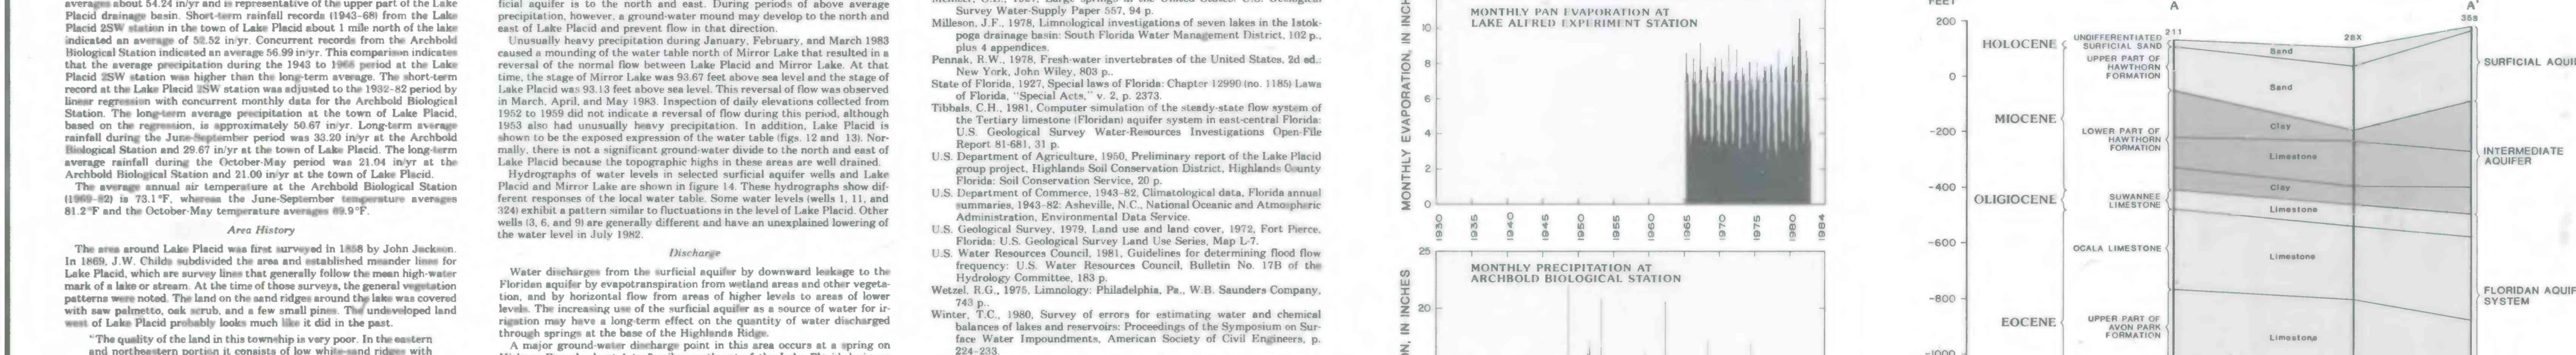 averages about 54.24 in/yr and is representative of the upper part of the Lake
Placid drainage basin. Short-term rainfall records (1943-68) from the Lake
Placid 2SW station in the town of Lake Placid about 1 mile north of the lake
indicated an average of 52.52 in/yr. Concurrent records from the Archbold
Biological Station indicated an average 56.99 in/yr. This comparison indicates
that the average precipitation during the 1943 to 1968 period at the Lake
Placid 2SW station was higher than the long-term average. The short-term
record at the Lake Placid 2SW station was adjusted to the 1932-82 period by
linear regression with concurrent monthly data for the Archbold Biological
Station. The long-term average precipitation at the town of Lake Placid,
based on the regression, is approximately 50.67 in/yr. Long-term average
rainfall during the June-September period was 33.20 in/yr at the Archbold
Biological Station and 29.67 in/yr at the town of Lake Placid. The long-term
average rainfall during the October-May period was 21.04 in/yr at the
Archbold Biological Station and 21.00 in/yr at the town of Lake Placid.
The average annual air temperature at the Archbold Biological Station
(1969-82) is 73.1°F, whereas the June-September temperature averages
81.2°F and the October-May temperature averages 69.9°F.
Area History
The area around Lake Placid was first surveyed in 1858 by John Jackson.
In 1869, J.W. Childs subdivided the area and established meander lines for
Lake Placid, which are survey lines that generally follow the mean high-water
mark of a lake or stream. At the time of those surveys, the general vegetation
patterns were noted. The land on the sand ridges around the lake was covered
with saw palmetto, oak scrub, and a few small pines. The undeveloped land
west of Lake Placid probably looks much like it did in the past.
"The quality of the land in this township is very poor. In the eastern
and northeastern portion it consists of low white-sand ridges with
ficial aquifer is to the north and east. During periods of above average
precipitation, however, a ground-water mound may develop to the north and
east of Lake Placid and prevent flow in that direction.
Unusually heavy precipitation during January, February, and March 1983
caused a mounding of the water table north of Mirror Lake that resulted in a
reversal of the normal flow between Lake Placid and Mirror Lake. At that
time, the stage of Mirror Lake was 93.67 feet above sea level and the stage of
Lake Placid was 93.13 feet above sea level. This reversal of flow was observed
in March, April, and May 1983. Inspection of daily elevations collected from
1952 to 1959 did not indicate a reversal of flow during this period, although
1953 also had unusually heavy precipitation. In addition, Lake Placid is
shown to be the exposed expression of the water table (figs. 12 and 13). Nor-
mally, there is not a significant ground-water divide to the north and east of
Lake Placid because the topographic highs in these areas are well drained.
Hydrographs of water levels in selected surficial aquifer wells and Lake
Placid and Mirror Lake are shown in figure 14. These hydrographs show dif-
ferent responses of the local water table. Some water levels (wells 1, 11, and
324) exhibit a pattern similar to fluctuations in the level of Lake Placid. Other
wells (3, 6, and 9) are generally different and have an unexplained lowering of
the water level in July 1982.
Discharge
Water discharges from the surficial aquifer by downward leakage to the
Floridan aquifer by evapotranspiration from wetland areas and other vegeta-
tion, and by horizontal flow from areas of higher levels to areas of lower
levels. The increasing use of the surficial aquifer as a source of water for ir-
rigation may have a long-term effect on the quantity of water discharged
through springs at the base of the Highlands Ridge.
A major ground-water discharge point in this area occurs at a spring on
Survey Water-Supply Paper 557, 94 p.
Milleson, J.F., 1978, Limnological investigations of seven lakes in the Istok-
poga drainage basin: South Florida Water Management District, 102 p.,
plus 4 appendices.
Pennak, R.W., 1978, Fresh-water invertebrates of the United States, 2d ed.:
New York, John Wiley, 803 p..
State of Florida, 1927, Special laws of Florida: Chapter 12990 (no. 1185) Laws
of Florida, "Special Acts," v. 2, p. 2373.
Tibbals, C.H., 1981, Computer simulation of the steady-state flow system of
the Tertiary limestone (Floridan) aquifer system in east-central Florida:
U.S. Geological Survey Water-Resources Investigations Open-File
Report 81-681, 31 p.
U.S. Department of Agriculture, 1950, Preliminary report of the Lake Placid
group project, Highlands Soil Conservation District, Highlands County
Florida: Soil Conservation Service, 20 p.
U.S. Department of Commerce, 1943-82, Climatological data, Florida annual
summaries, 1943-82: Asheville, N.C., National Oceanic and Atmospheric
Administration, Environmental Data Service.
U.S. Geological Survey, 1979, Land use and land cover, 1972, Fort Pierce,
Florida: U.S. Geological Survey Land Use Series, Map L-7.
U.S. Water Resources Council, 1981, Guidelines for determining flood flow
frequency: U.S. Water Resources Council, Bulletin No. 17B of the
Hydrology Committee, 183 p.
Wetzel, R.G., 1975, Limnology: Philadelphia, Pa., W.B. Saunders Company,
743 p..
Winter, T.C., 1980, Survey of errors for estimating water and chemical
balances of lakes and reservoirs: Proceedings of the Symposium on Sur-
face Water Impoundments, American Society of Civil Engineers, p.
224-233.
MONTHLY EVAPORATION, IN INCH
MONTHLY PAN EVAPORATION AT
LAKE ALFRED EXPERIMENT STATION
10
8
6
4
2
0
1930
1935
1940
1945
1950
1955
1960
1965
1970
1975
1980
1984
N, IN INCHES
25
20
MONTHLY PRECIPITATION AT
ARCHBOLD BIOLOGICAL STATION
FEET
200
0
-200
-400
-600
-800
-1000
HOLOCENE
MIOCENE
OLIGIOCENE
EOCENE
UNDIFFERENTIATED
SURFICIAL SAND
UPPER PART OF
HAWTHORN
FORMATION
LOWER PART OF
HAWTHORN
FORMATION
SUWANNEE
LIMESTONE
OCALA LIMESTONE
UPPER PART OF
AVON PARK
FORMATION
A
211
28X
A'
358
Sand
Sand
Clay
Limestone
Clay
Limestone
Limestone
Limestone
SURFICIAL AQUI
INTERMEDIATE
AQUIFER
FLORIDAN AQUIF
SYSTEM